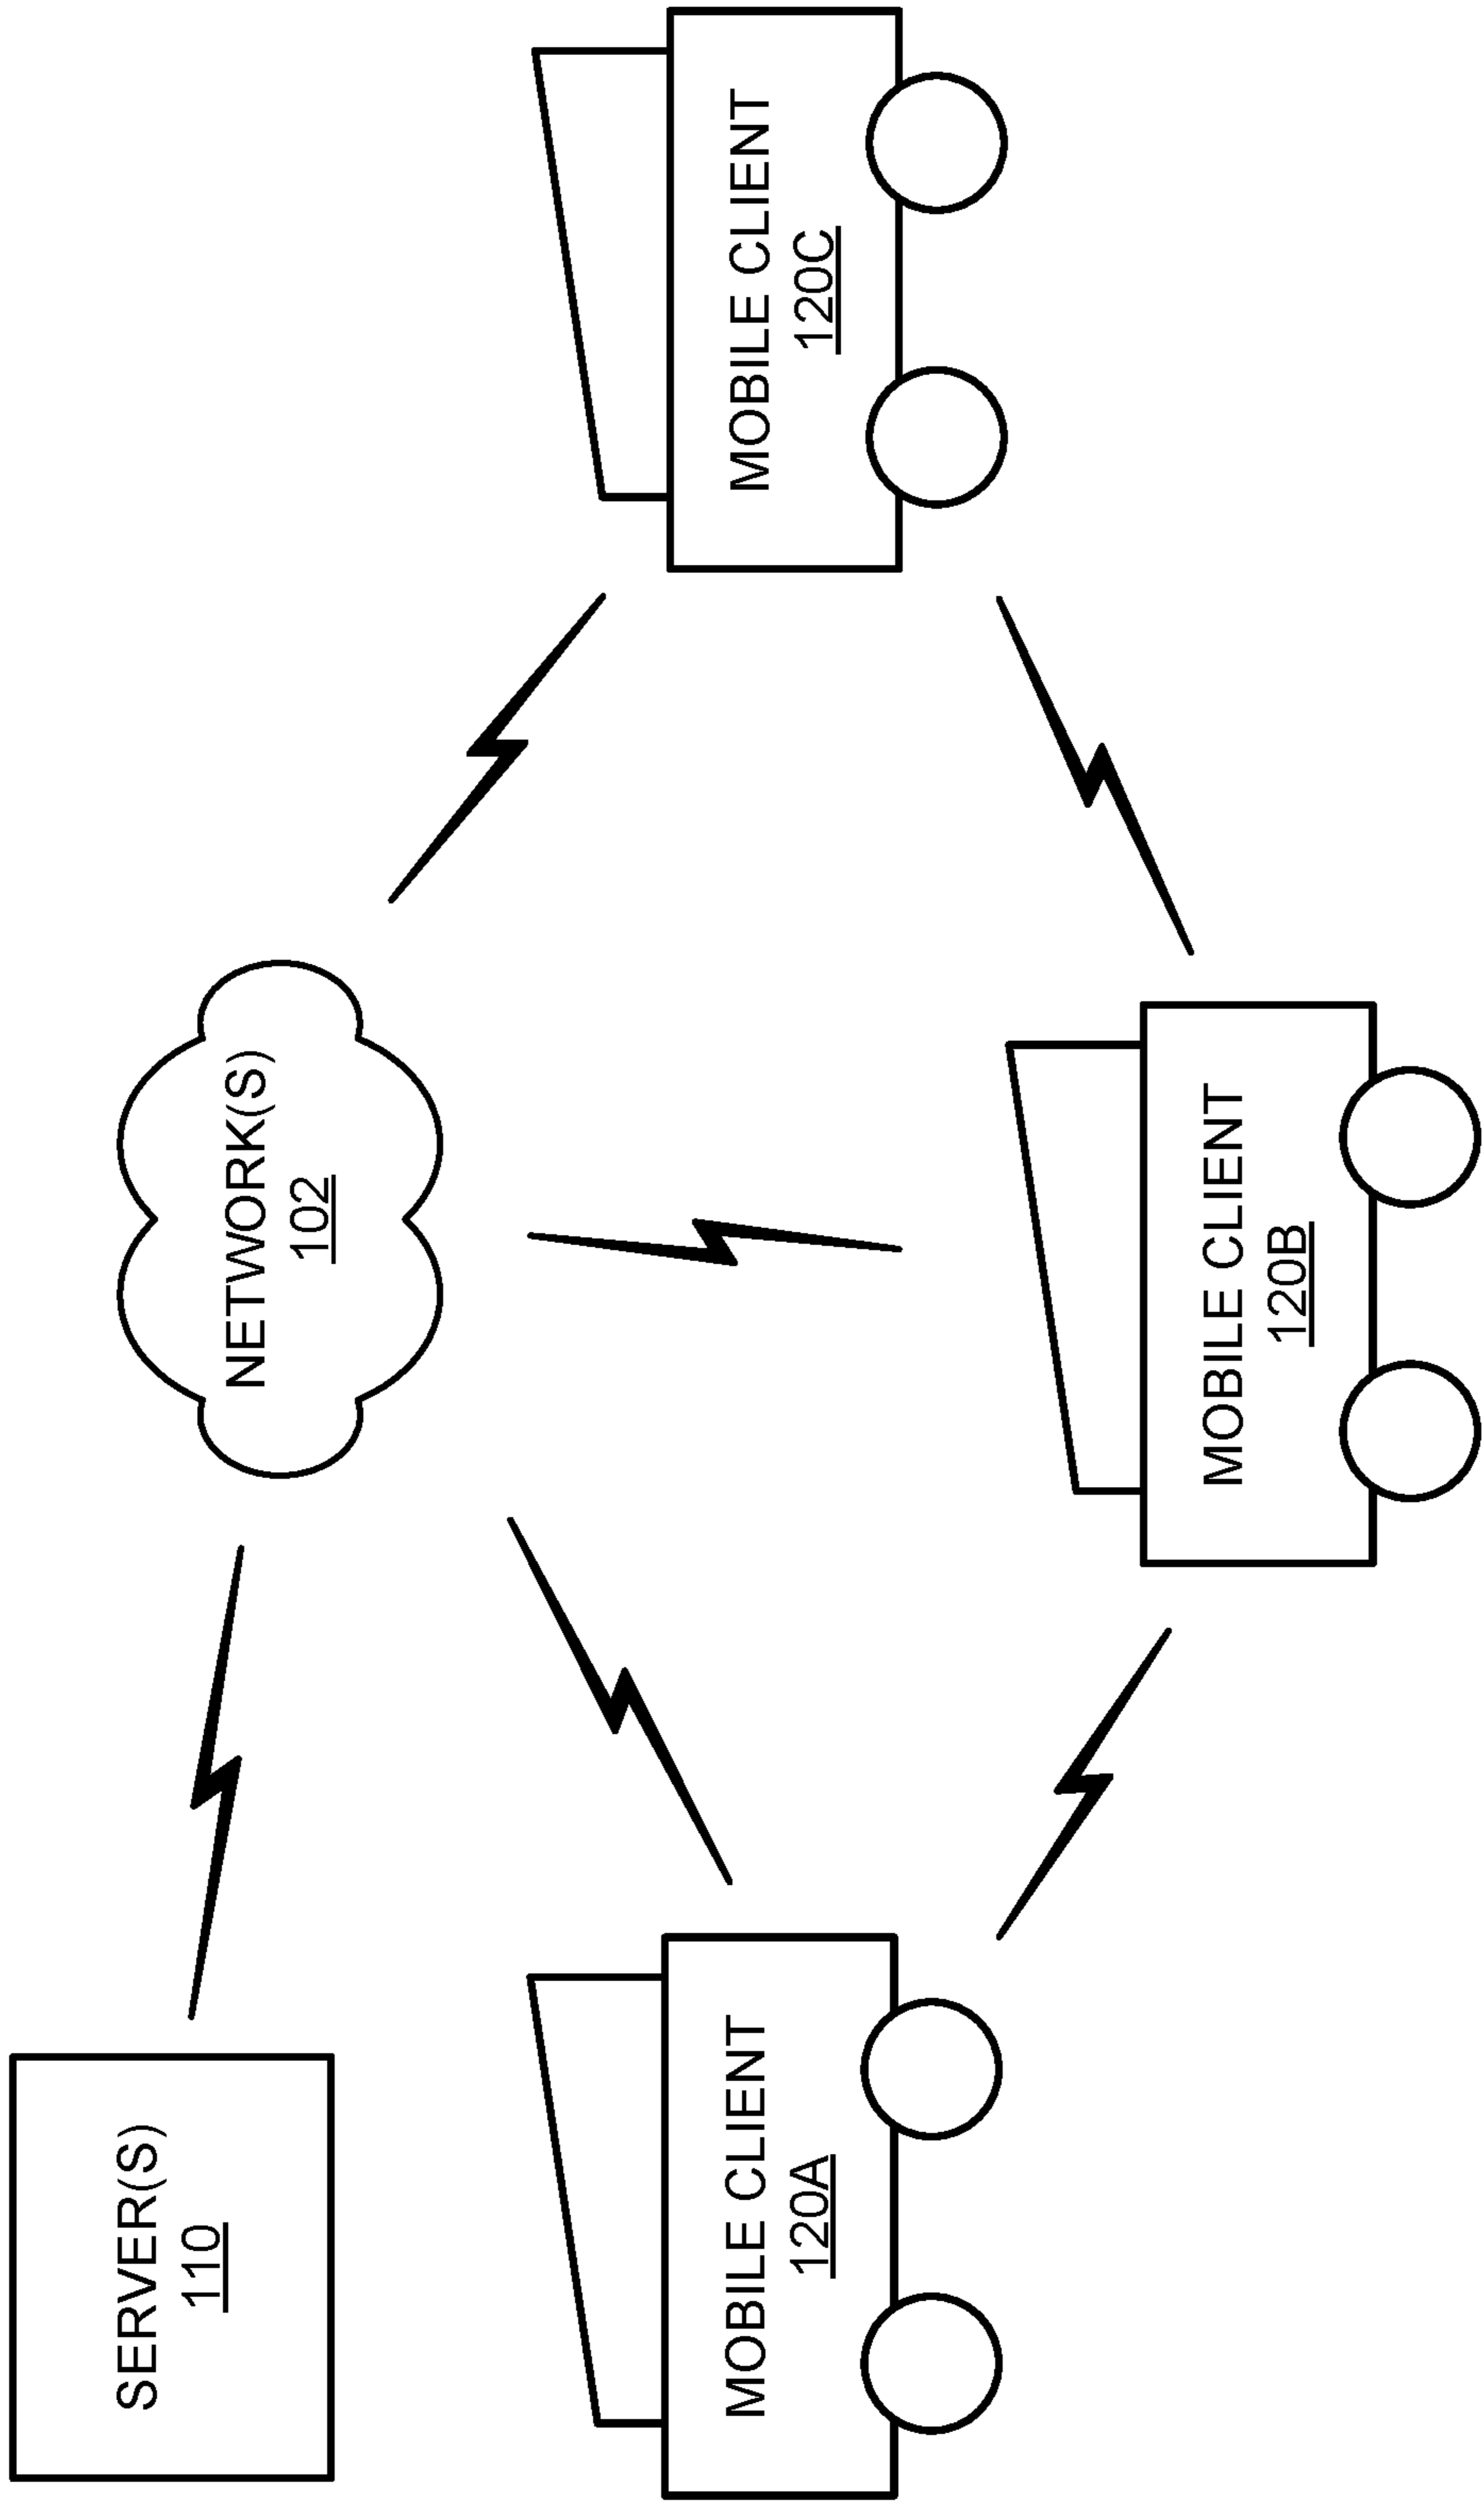 SERVER(S)
110
NETWORK(S)
102
MOBILE CLIENT
120A
MOBILE CLIENT
120B
MOBILE CLIENT
120C